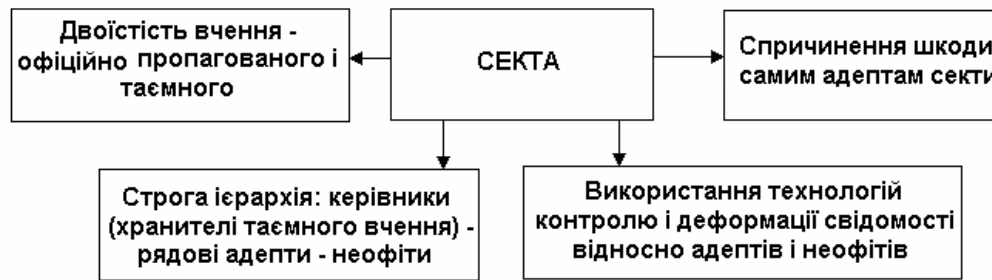 Двоїстість вчення -
офіційно пропагованого і
таємного
СЕКТА
Спричинення шкоди
самим адептам секти
Строга ієрархія: керівники
(хранителі таємного вчення) -
рядові адепти - неофіти
Використання технологій
контролю і деформації свідомості
відносно адептів і неофітів